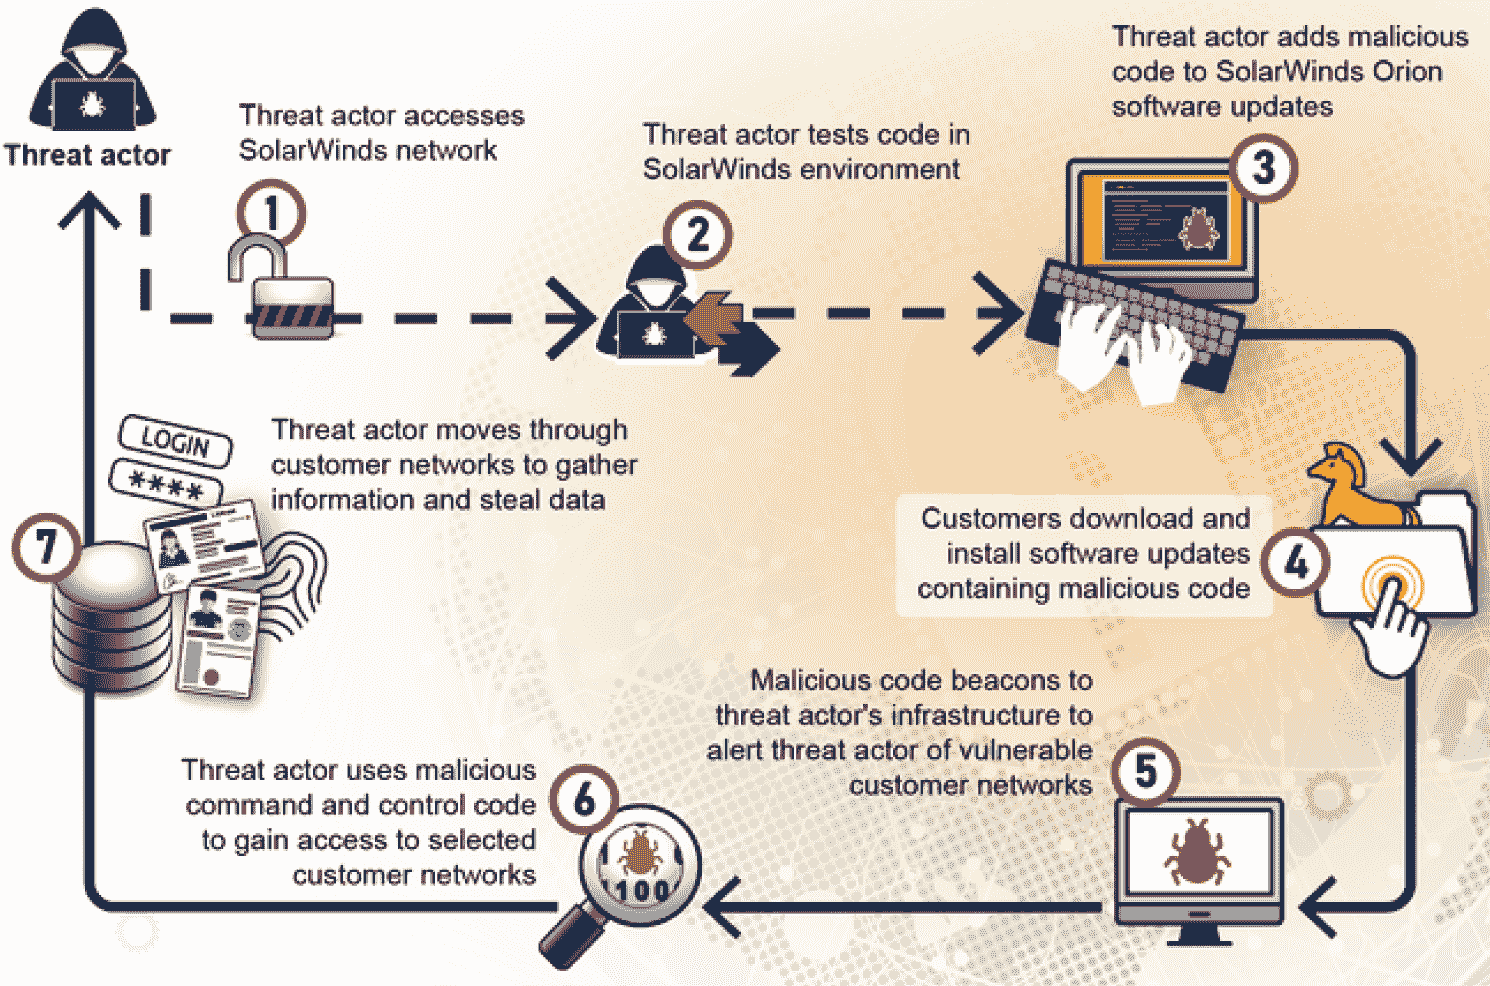 Threat actor
1
Threat actor accesses
SolarWinds network
2
Threat actor tests code in
SolarWinds environment
3
Threat actor adds malicious
code to SolarWinds Orion
software updates
4
Customers download and
install software updates
containing malicious code
5
Malicious code beacons to
threat actor's infrastructure to
alert threat actor of vulnerable
customer networks
6
Threat actor uses malicious
command and control code
to gain access to selected
customer networks
100
7
Threat actor moves through
customer networks to gather
information and steal data
LOGIN
****